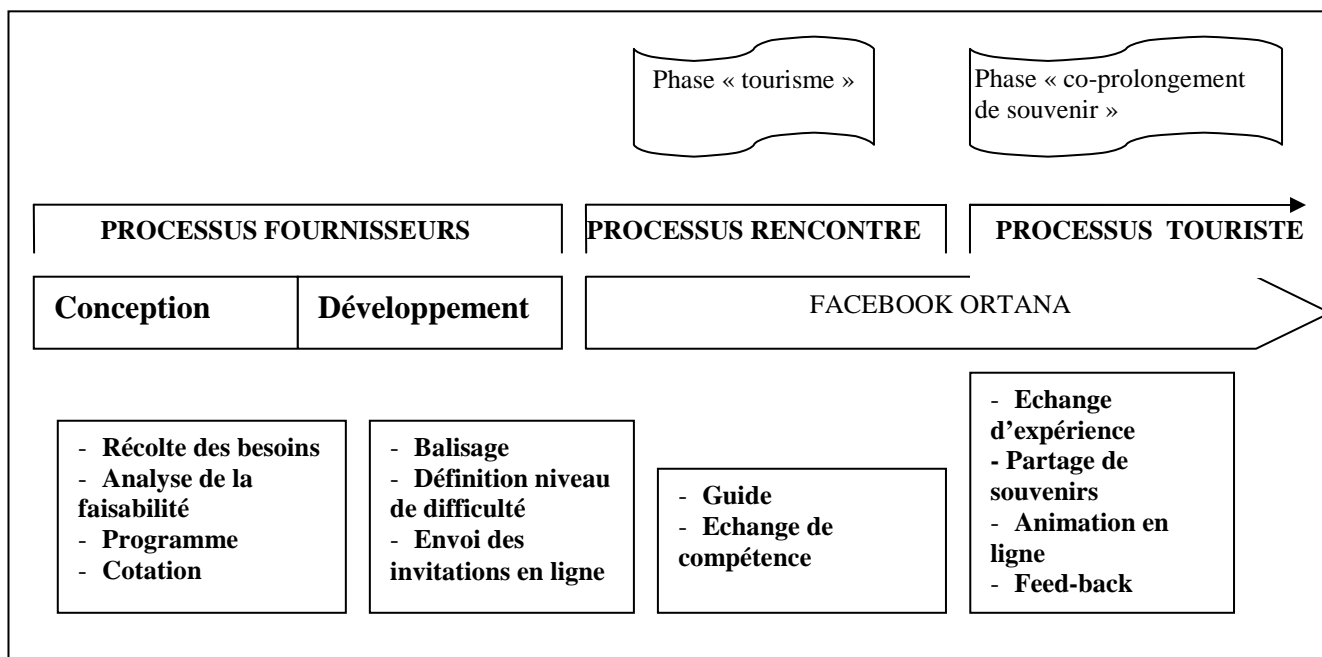 Phase « tourisme »
Phase « co-prolongement
de souvenir »
PROCESSUS FOURNISSEURS
PROCESSUS RENCONTRE
PROCESSUS TOURISTE
Conception
Développement
FACEBOOK ORTANA
- Récolte des besoins
- Analyse de la
faisabilité
- Programme
- Cotation
- Balisage
- Définition niveau
de difficulté
- Envoi des
invitations en ligne
- Guide
- Echange de
compétence
- Echange
d’expérience
- Partage de
souvenirs
- Animation en
ligne
- Feed-back